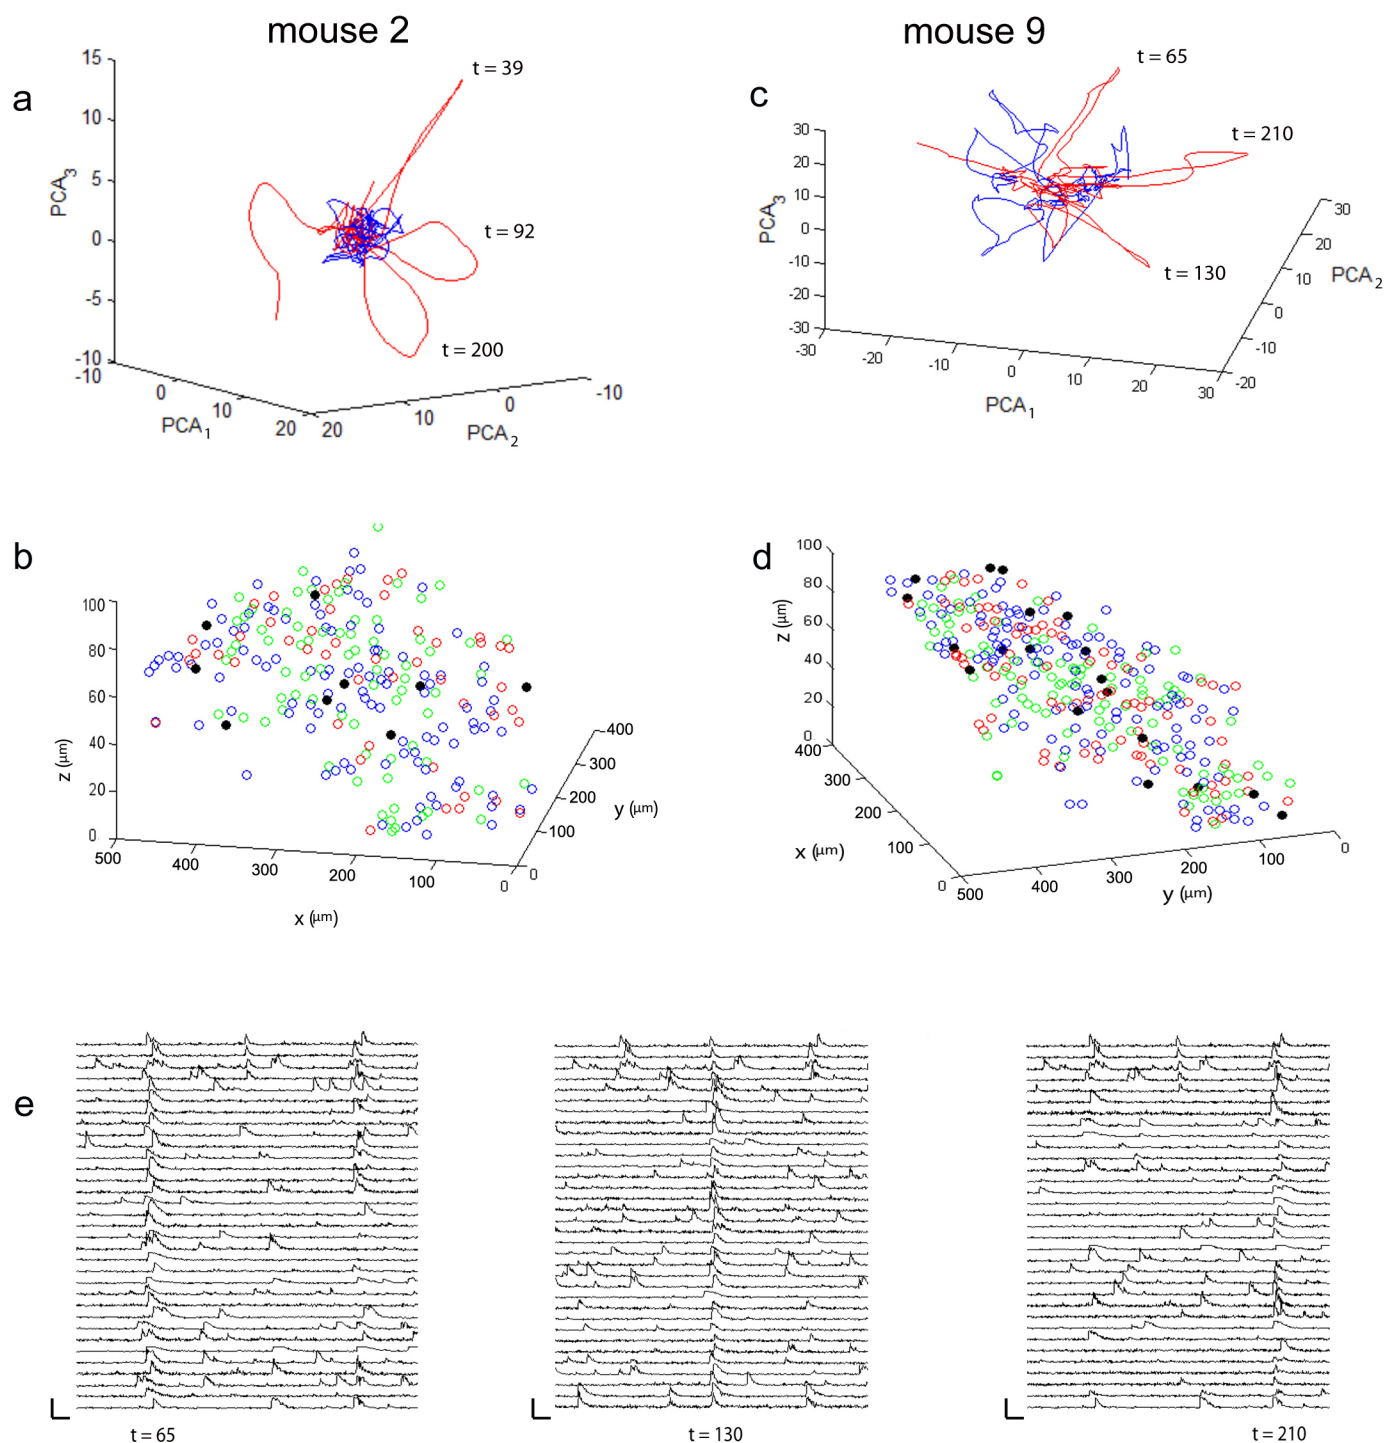 mouse 2
mouse 9
a
15
10
5
0
-5
-10
PCA3
-10
0
10
20
PCA1
20
10
0
-10
PCA2
t = 39
t = 92
t = 200
c
30
20
10
0
-10
-20
-30
PCA3
-30
-20
-10
0
10
20
30
PCA1
-20
-10
0
10
20
30
PCA2
t = 65
t = 210
t = 130
b
100
80
60
40
20
0
z (μm)
500
400
300
200
100
0
x (μm)
0
100
200
300
400
y (μm)
d
100
80
60
40
20
0
z (μm)
400
300
200
100
0
x (μm)
500
400
300
200
100
0
y (μm)
e
t = 65
t = 130
t = 210